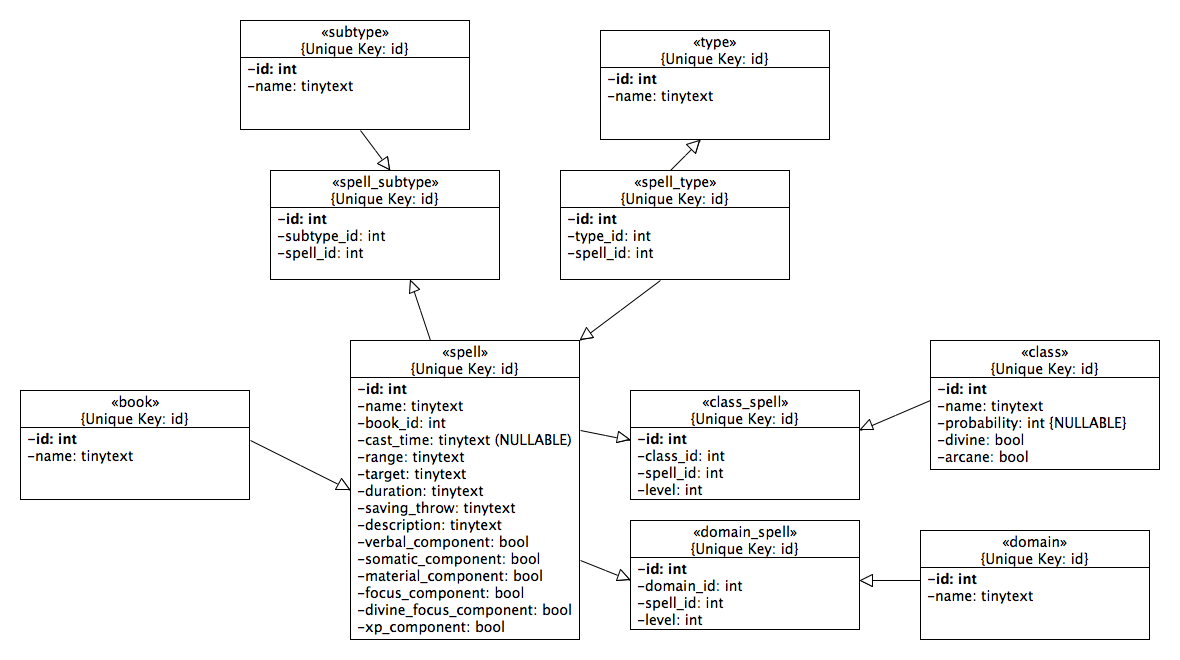 «subtype»
{Unique Key: id}
-id: int
-name: tinytext
«type»
{Unique Key: id}
-id: int
-name: tinytext
«spell_subtype»
{Unique Key: id}
-id: int
-subtype_id: int
-spell_id: int
«spell_type»
{Unique Key: id}
-id: int
-type_id: int
-spell_id: int
«spell»
{Unique Key: id}
-id: int
-name: tinytext
-book_id: int
-cast_time: tinytext (NULLABLE)
-range: tinytext
-target: tinytext
-duration: tinytext
-saving_throw: tinytext
-description: tinytext
-verbal_component: bool
-somatic_component: bool
-material_component: bool
-focus_component: bool
-divine_focus_component: bool
-xp_component: bool
«book»
{Unique Key: id}
-id: int
-name: tinytext
«class_spell»
{Unique Key: id}
-id: int
-class_id: int
-spell_id: int
-level: int
«class»
{Unique Key: id}
-id: int
-name: tinytext
-probability: int {NULLABLE}
-divine: bool
-arcane: bool
«domain_spell»
{Unique Key: id}
-id: int
-domain_id: int
-spell_id: int
-level: int
«domain»
{Unique Key: id}
-id: int
-name: tinytext